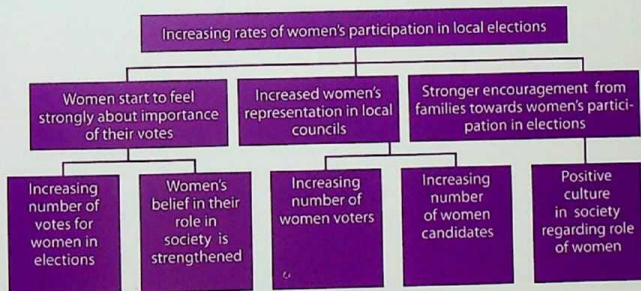 Increasing rates of women's participation in local elections
Women start to feel
strongly about importance
of their votes
Increased women's
representation in local
councils
Stronger encouragement from
families towards women's partici-
pation in elections
Increasing
number of
votes for
women in
elections
Women's
belief in their
role in
society is
strengthened
Increasing
number of
women voters
Increasing
number
of women
candidates
Positive
culture
in society
regarding role
of women